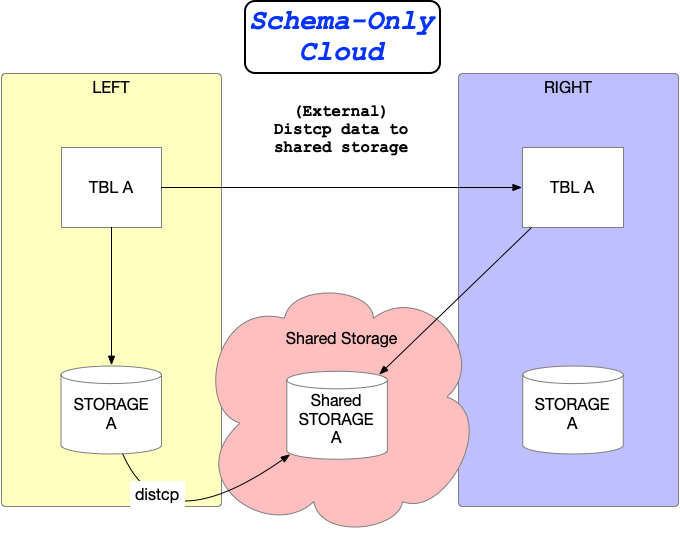 Schema-Only
Cloud
LEFT
RIGHT
(External)
Distcp data to
shared storage
TBL A
TBL A
Shared Storage
STORAGE
A
Shared
STORAGE
A
STORAGE
A
distcp